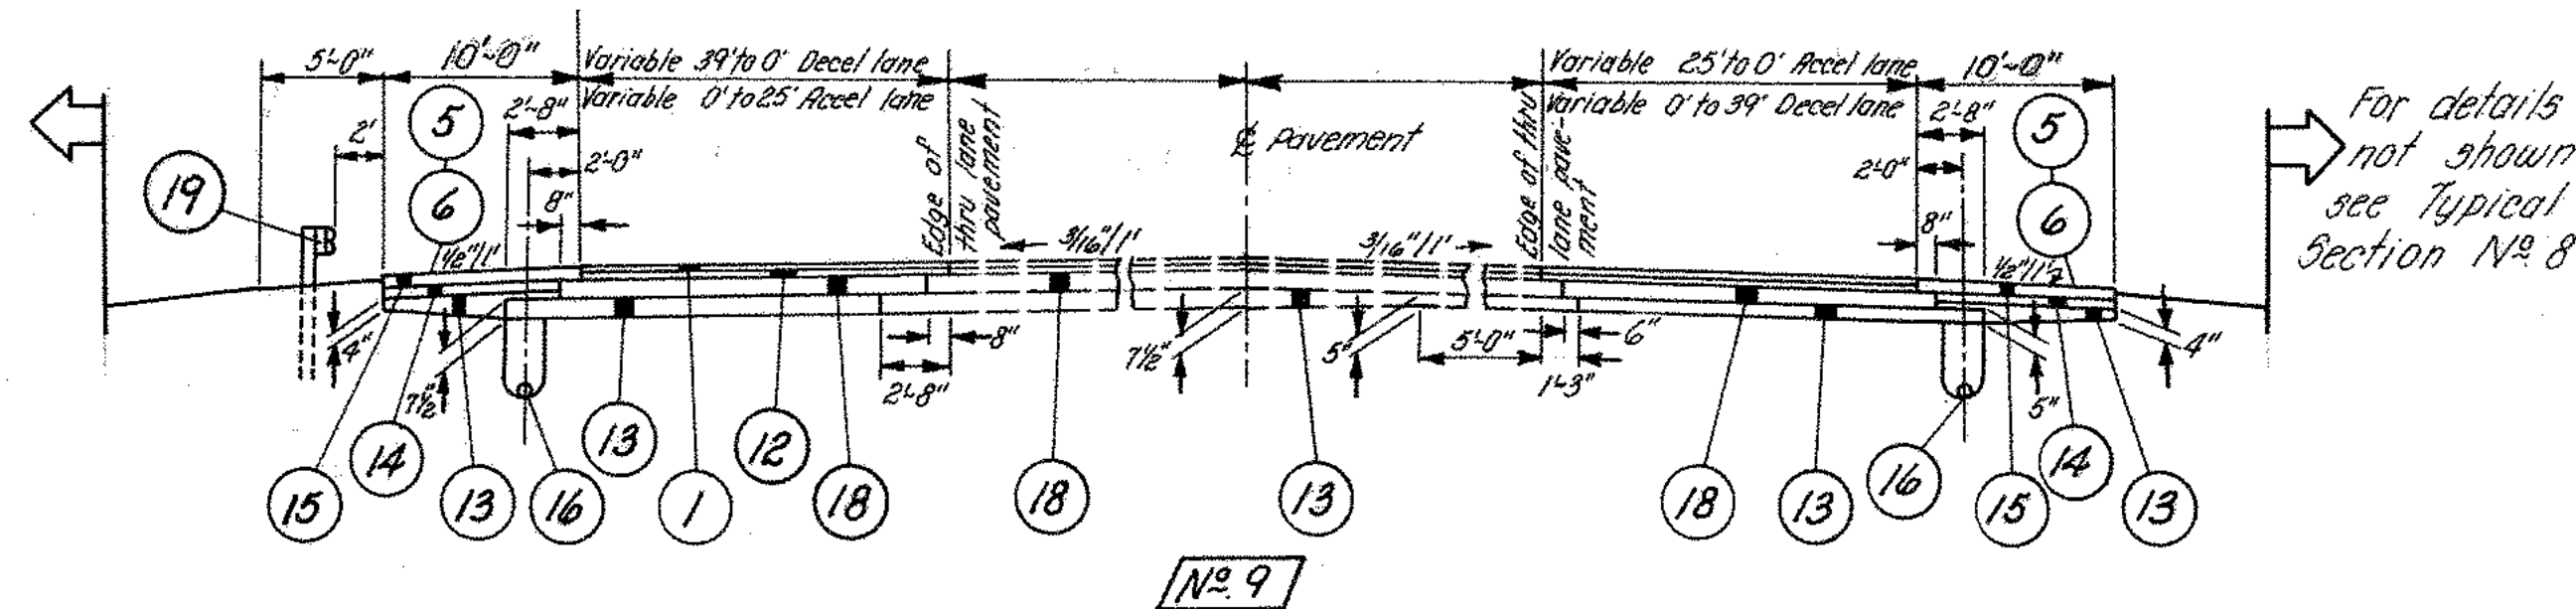 5'-0"
10'-0"
Variable 39' to 0' Decel lane
Variable 0' to 25' Accel lane
Variable 25' to 0' Accel lane
Variable 0' to 39' Decel lane
10'-0"
2'
5
6
2'-8"
2'-0"
8"
Edge of
thru lane
pavement
℄ Pavement
Edge of thru
lane pave-
ment
2'-8"
2'-0"
8"
5
6
For details
not shown
see Typical
Section Nº 8
19
1/2"/1'
3/16"/1'
3/16"/1'
4"
7½"
2'-8"
8"
7½"
5"
5'-0"
6"
1'-3"
5"
4"
15
14
13
16
13
1
12
18
18
13
18
13
16
15
14
13
Nº 9